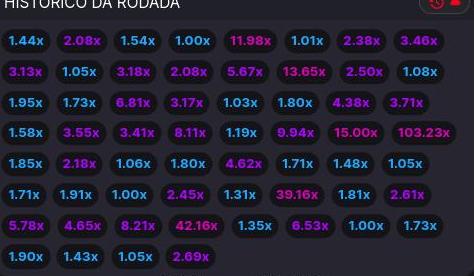 HISTÓRICO DA RODADA
1.44x 2.08x 1.54x 1.00x 11.98x 1.01x 2.38x 3.46x
3.13x 1.05x 3.18x 2.08x 5.67x 13.65x 2.50x 1.08x
1.95x 1.73x 6.81x 3.17x 1.03x 1.80x 4.38x 3.71x
1.58x 3.55x 3.41x 8.11x 1.19x 9.94x 15.00x 103.23x
1.85x 2.18x 1.06x 1.80x 4.62x 1.71x 1.48x 1.05x
1.71x 1.91x 1.00x 2.45x 1.31x 39.16x 1.81x 2.61x
5.78x 4.65x 8.21x 42.16x 1.35x 6.53x 1.00x 1.73x
1.90x 1.43x 1.05x 2.69x